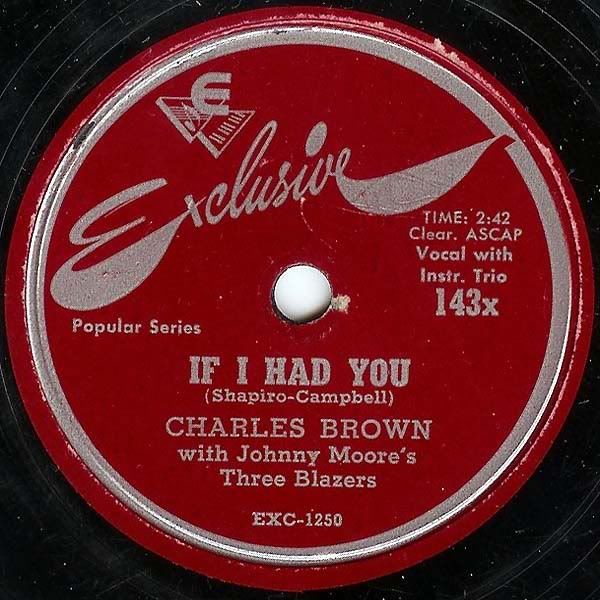 E
Exclusive
TIME: 2:42
Clear. ASCAP
Vocal with
Instr. Trio
143x
Popular Series
IF I HAD YOU
(Shapiro-Campbell)
CHARLES BROWN
with Johnny Moore's
Three Blazers
EXC-1250